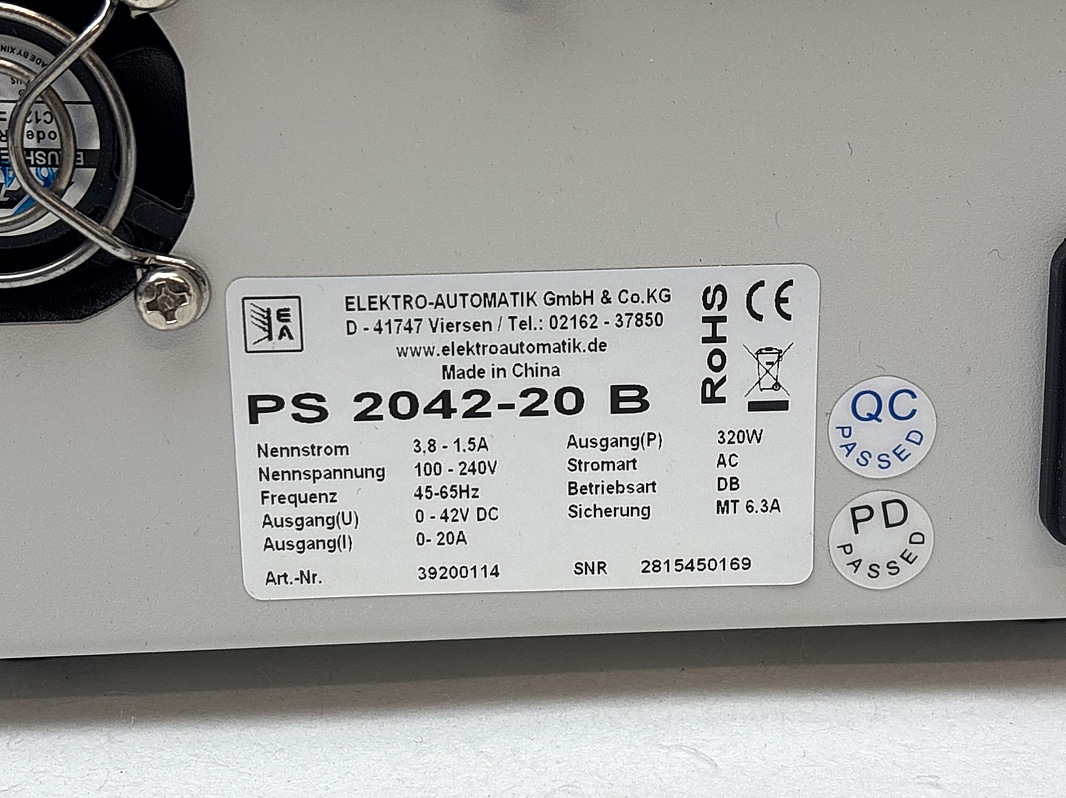 EA
ELEKTRO-AUTOMATIK GmbH & Co.KG
D - 41747 Viersen / Tel.: 02162 - 37850
www.elektroautomatik.de
Made in China
PS 2042-20 B
RoHS
CE
Nennstrom 3,8 - 1.5A Ausgang(P) 320W
Nennspannung 100 - 240V Stromart AC
Frequenz 45-65Hz Betriebsart DB
Ausgang(U) 0 - 42V DC Sicherung MT 6.3A
Ausgang(I) 0- 20A
Art.-Nr. 39200114 SNR 2815450169
QC
PASSED
PD
PASSED